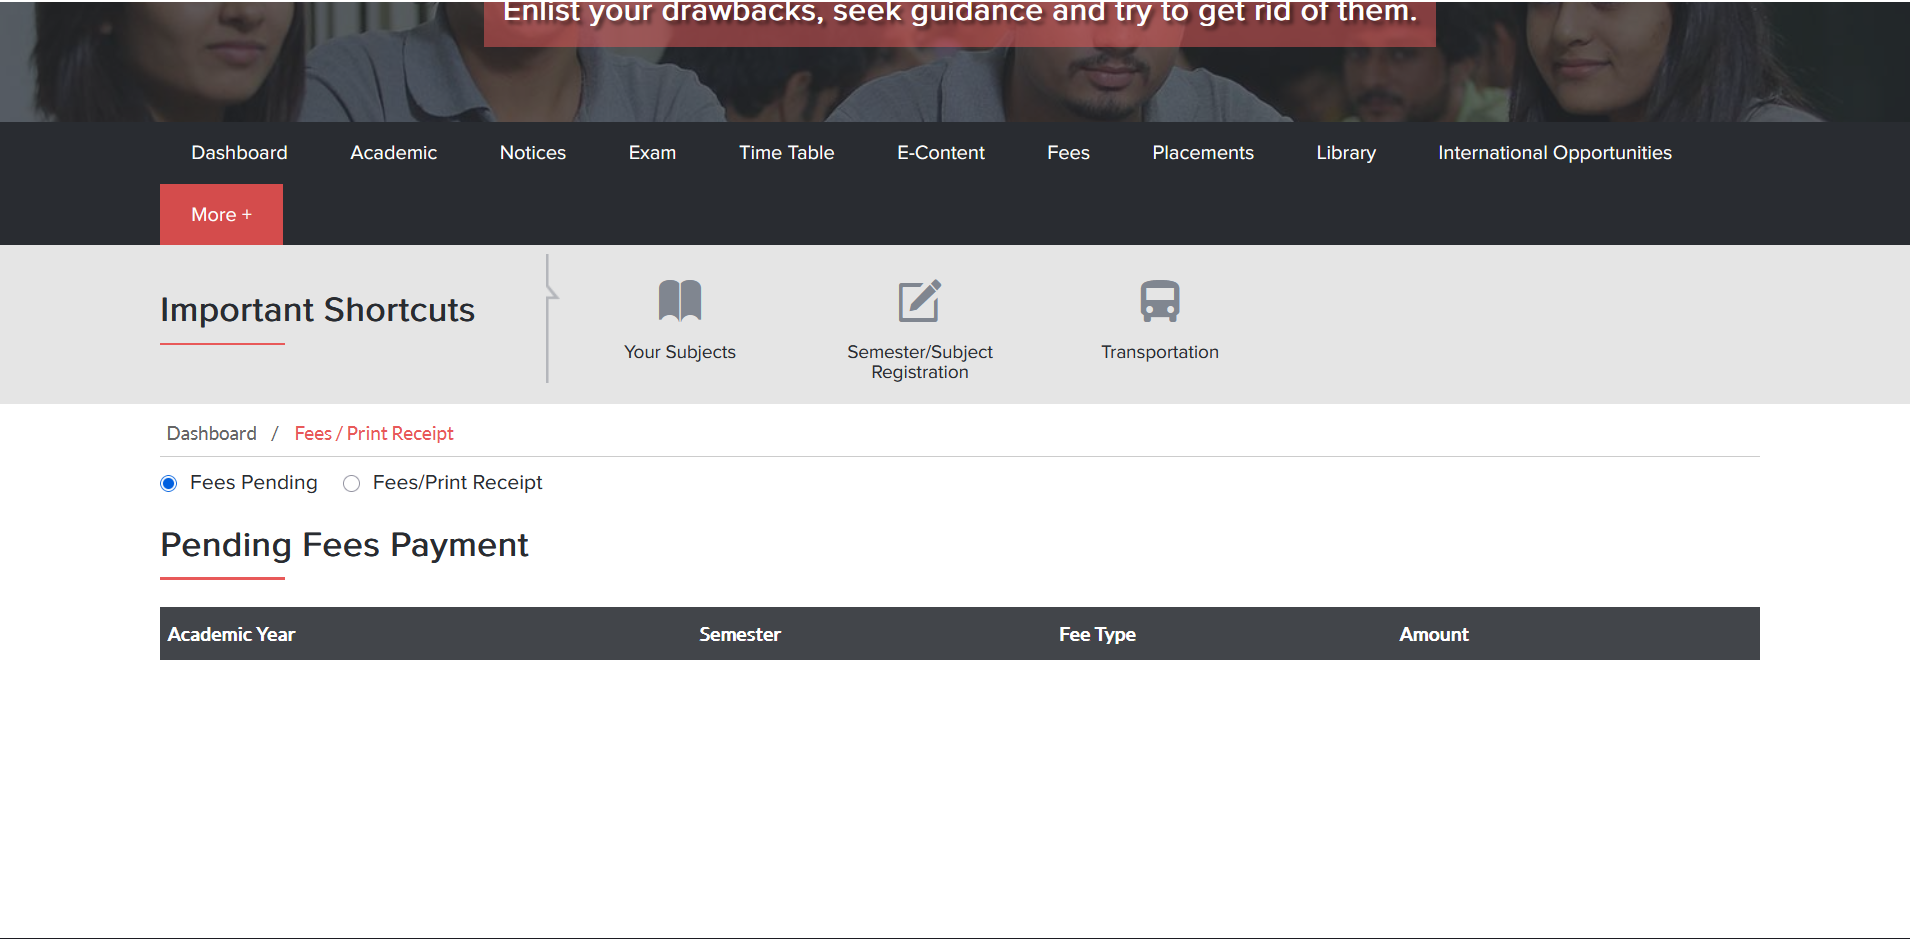 Enlist your drawbacks, seek guidance and try to get rid of them.
Dashboard Academic Notices Exam Time Table E-Content Fees Placements Library International Opportunities
More +
Important Shortcuts
Your Subjects
Semester/Subject
Registration
Transportation
Dashboard / Fees / Print Receipt
Fees Pending Fees/Print Receipt
Pending Fees Payment
Academic Year Semester Fee Type Amount